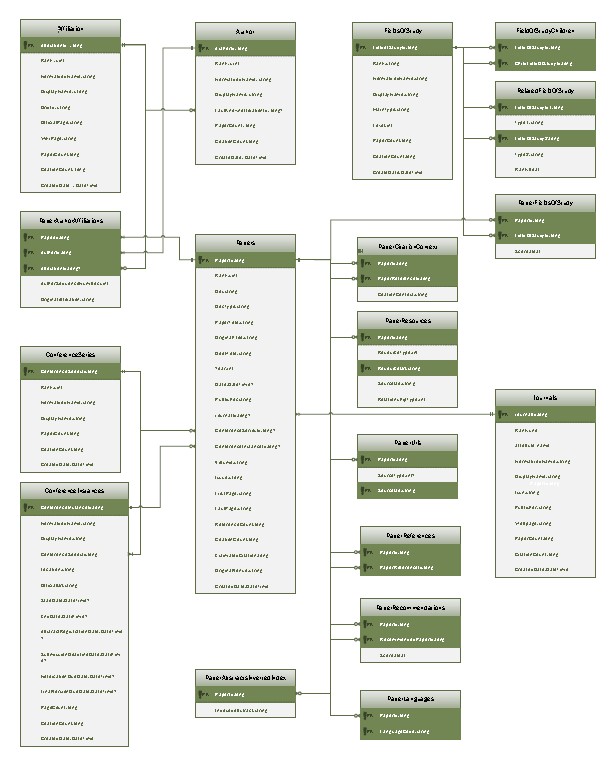 Affiliation
Rank:uint
NormalizedName:string
DisplayName:string
OfficialPage:string
WikiPage:string
PaperCount:long
CitationCount:long
CreatedDate:DateTime
Author
AuthorId:long
Rank:uint
NormalizedName:string
DisplayName:string
LastKnownAffiliationId:long?
PaperCount:long
CitationCount:long
CreatedDate:DateTime
FieldsOfStudy
FieldOfStudyId:long
Rank:uint
NormalizedName:string
DisplayName:string
MainType:string
Level:int
PaperCount:long
CitationCount:long
CreatedDate:DateTime
FieldOfStudyChildren
FieldOfStudyId:long
ChildFieldOfStudyId:long
RelatedFieldOfStudy
FieldOfStudyId1:long
Type1:string
FieldOfStudyId2:long
Type2:string
Rank:float
PaperFieldsOfStudy
PaperId:long
FieldOfStudyId:long
Score:float
PaperAuthorAffiliations
PaperId:long
AuthorId:long
AffiliationId:long?
AuthorSequenceNumber:uint
OriginalAffiliation:string
Papers
PaperId:long
Rank:uint
Doi:string
DocType:string
PaperTitle:string
OriginalTitle:string
BookTitle:string
Year:int
Date:DateTime?
Publisher:string
JournalId:long?
ConferenceSeriesId:long?
ConferenceInstanceId:long?
Volume:string
Issue:string
FirstPage:string
LastPage:string
ReferenceCount:long
CitationCount:long
EstimatedCitation:long
OriginalVenue:string
CreatedDate:DateTime
PaperCitationContexts
PaperId:long
PaperReferenceId:long
CitationContext:string
PaperResources
PaperId:long
ResourceType:int
ResourceUrl:string
SourceUrl:string
RelationshipType:int
ConferenceSeries
ConferenceSeriesId:long
Rank:uint
NormalizedName:string
DisplayName:string
PaperCount:long
CitationCount:long
CreatedDate:DateTime
ConferenceInstances
ConferenceInstanceId:long
NormalizedName:string
DisplayName:string
ConferenceSeriesId:long
Location:string
OfficialUrl:string
StartDate:DateTime?
EndDate:DateTime?
AbstractRegistrationDate:DateTime
?
SubmissionDeadlineDate:DateTim
e?
NotificationDueDate:DateTime?
FinalVersionDueDate:DateTime?
PaperCount:long
CitationCount:long
CreatedDate:DateTime
PaperUrls
PaperId:long
SourceType:int?
SourceUrl:string
Journals
JournalId:long
Rank:uint
NormalizedName:string
DisplayName:string
Issn:string
Publisher:string
Webpage:string
PaperCount:long
CitationCount:long
CreatedDate:DateTime
PaperReferences
PaperId:long
PaperReferenceId:long
PaperRecommendations
PaperId:long
RecommendedPaperId:long
Score:float
PaperAbstractsInvertedIndex
PaperId:long
IndexedAbstract:string
PaperLanguages
PaperId:long
LanguageCode:string